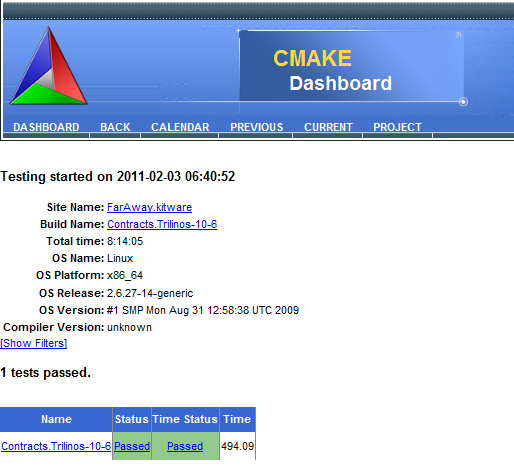 CMAKE
Dashboard
DASHBOARD BACK CALENDAR PREVIOUS CURRENT PROJECT
Testing started on 2011-02-03 06:40:52
Site Name: FarAway.kitware
Build Name: Contracts.Trilinos-10-6
Total time: 8:14:05
OS Name: Linux
OS Platform: x86_64
OS Release: 2.6.27-14-generic
OS Version: #1 SMP Mon Aug 31 12:58:38 UTC 2009
Compiler Version: unknown
[Show Filters]
1 tests passed.
Name Status Time Status Time
Contracts.Trilinos-10-6 Passed Passed 494.09